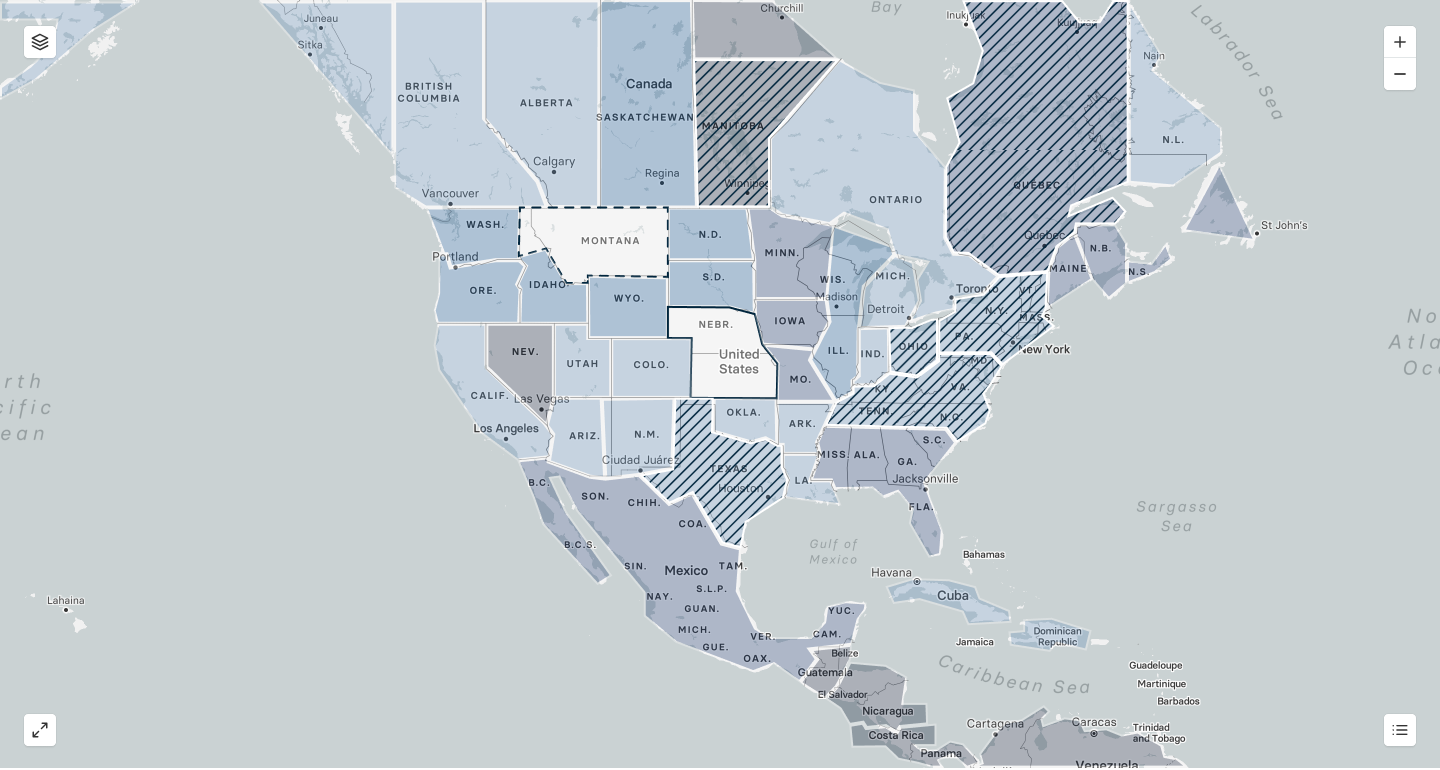 Juneau
Churchill
Bay
Inukjuak
Kuujjuaq
Labrador Sea
Sitka
Nain
BRITISH
COLUMBIA
Canada
ALBERTA
SASKATCHEWAN
MANITOBA
N.L.
Calgary
Regina
Winnipeg
QUÉBEC
Vancouver
ONTARIO
WASH.
MONTANA
N.D.
MINN.
Québec
St John's
N.B.
Portland
IDAHO
S.D.
WIS.
MICH.
MAINE
N.S.
ORE.
WYO.
Madison
Toronto
VT.
Detroit
N.Y.
MASS.
No
Atla
Oc
NEBR.
IOWA
PA.
NEV.
United
States
ILL.
IND.
OHIO
New York
MD.
UTAH
COLO.
MO.
KY
VA.
rth
cific
ean
CALIF.
Las Vegas
OKLA.
TENN.
N.C.
Los Angeles
ARIZ.
N.M.
ARK.
S.C.
Ciudad Juárez
TEXAS
MISS.
ALA.
GA.
B.C.
SON.
CHIH.
Houston
LA.
Jacksonville
COA.
FLA.
Sargasso
Sea
B.C.S.
Gulf of
Mexico
Bahamas
SIN.
Mexico
TAM.
Havana
Lahaina
NAY.
S.L.P.
Cuba
GUAN.
YUC.
MICH.
VER.
CAM.
Dominican
Republic
Jamaica
GUE.
OAX.
Belize
Guatemala
Caribbean Sea
Guadeloupe
Martinique
El Salvador
Barbados
Nicaragua
Cartagena
Caracas
Trinidad
and Tobago
Costa Rica
Panama
Venezuela